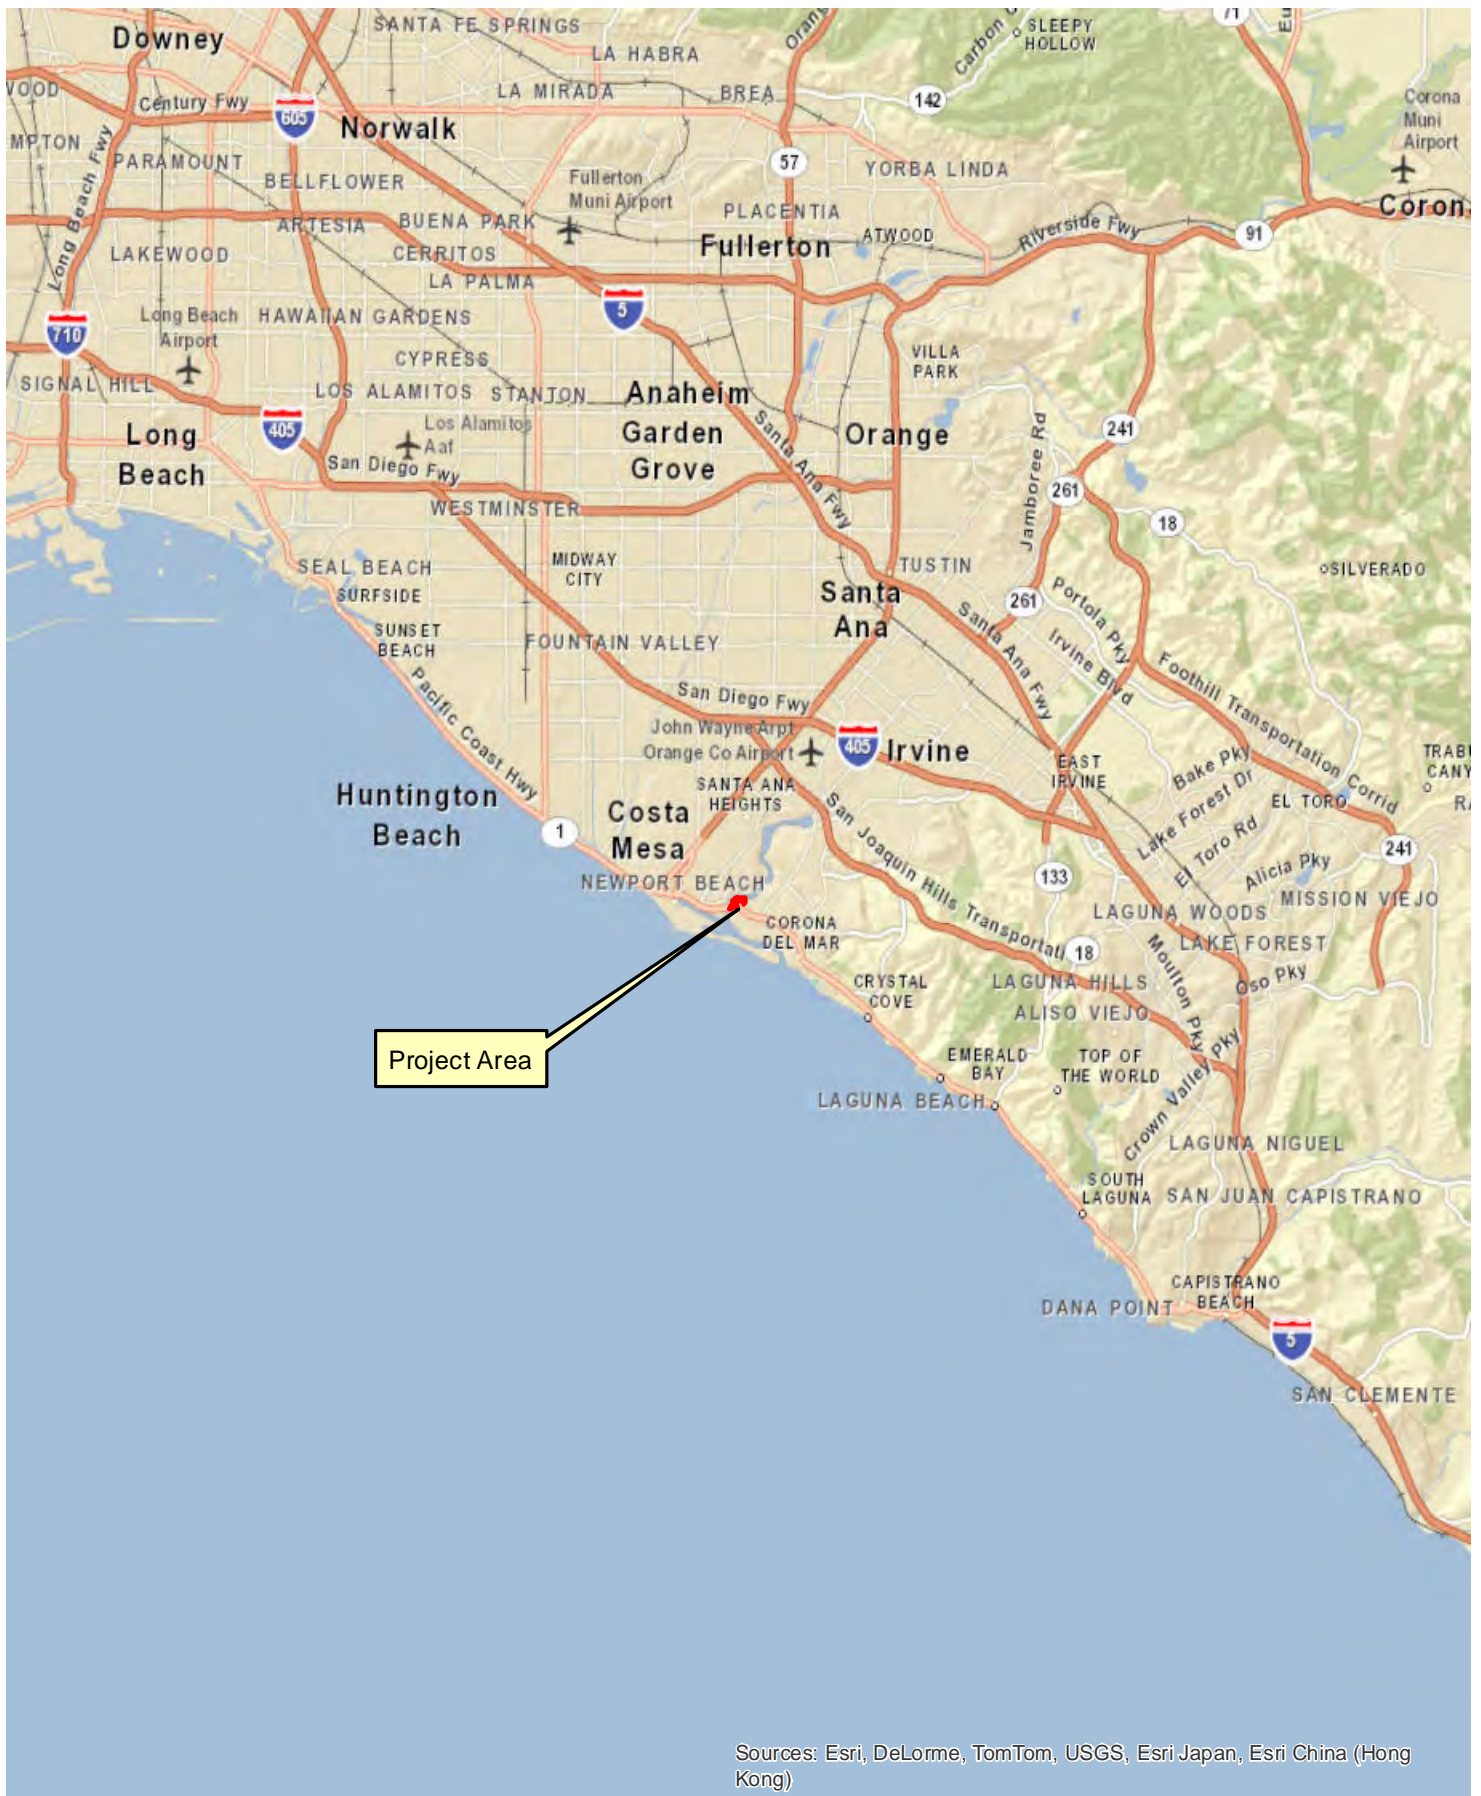 SANTA FE SPRINGS
Downey
SLEEPY
HOLLOW
71
LA HABRA
Carbon
LA MIRADA
BREA
142
Century Fwy
605
Norwalk
Corona
Muni
Airport
57
PARAMOUNT
BELLFLOWER
YORBA LINDA
Fullerton
Muni Airport
Long Beach Fwy
ARTESIA
BUENA PARK
PLACENTIA
Coron
Fullerton
ATWOOD
Riverside Fwy
91
LAKEWOOD
CERRITOS
LA PALMA
5
Long Beach
Airport
HAWAIIAN GARDENS
710
CYPRESS
VILLA
PARK
SIGNAL HILL
LOS ALAMITOS
STANTON
Anaheim
405
Los Alamitos
Aaf
Long
Beach
Garden
Grove
Santa Ana Fwy
Orange
Jamboree Rd
241
San Diego Fwy
261
WESTMINSTER
18
MIDWAY
CITY
SEAL BEACH
TUSTIN
SILVERADO
SURFSIDE
Santa
Ana
261
Portola Pky
SUNSET
BEACH
FOUNTAIN VALLEY
Santa Ana Fwy
Irvine Blvd
Foothill Transportation Corrid
Pacific Coast Hwy
San Diego Fwy
John Wayne Arpt
Orange Co Airport
405
Irvine
EAST
IRVINE
Bake Pky
TRABU
CANY
SANTA ANA
HEIGHTS
Lake Forest Dr
EL TORO
Huntington
Beach
Costa
Mesa
1
San Joaquin Hills Transportati
El Toro Rd
241
Alicia Pky
NEWPORT BEACH
133
MISSION VIEJO
LAGUNA WOODS
CORONA
DEL MAR
18
Moulton Pky
LAKE FOREST
CRYSTAL
COVE
LAGUNA HILLS
Oso Pky
ALISO VIEJO
Project Area
EMERALD
BAY
TOP OF
THE WORLD
Crown Valley Pky
LAGUNA BEACH
LAGUNA NIGUEL
SOUTH
LAGUNA
SAN JUAN CAPISTRANO
CAPISTRANO
BEACH
DANA POINT
5
SAN CLEMENTE
Sources: Esri, DeLorme, TomTom, USGS, Esri Japan, Esri China (Hong
Kong)